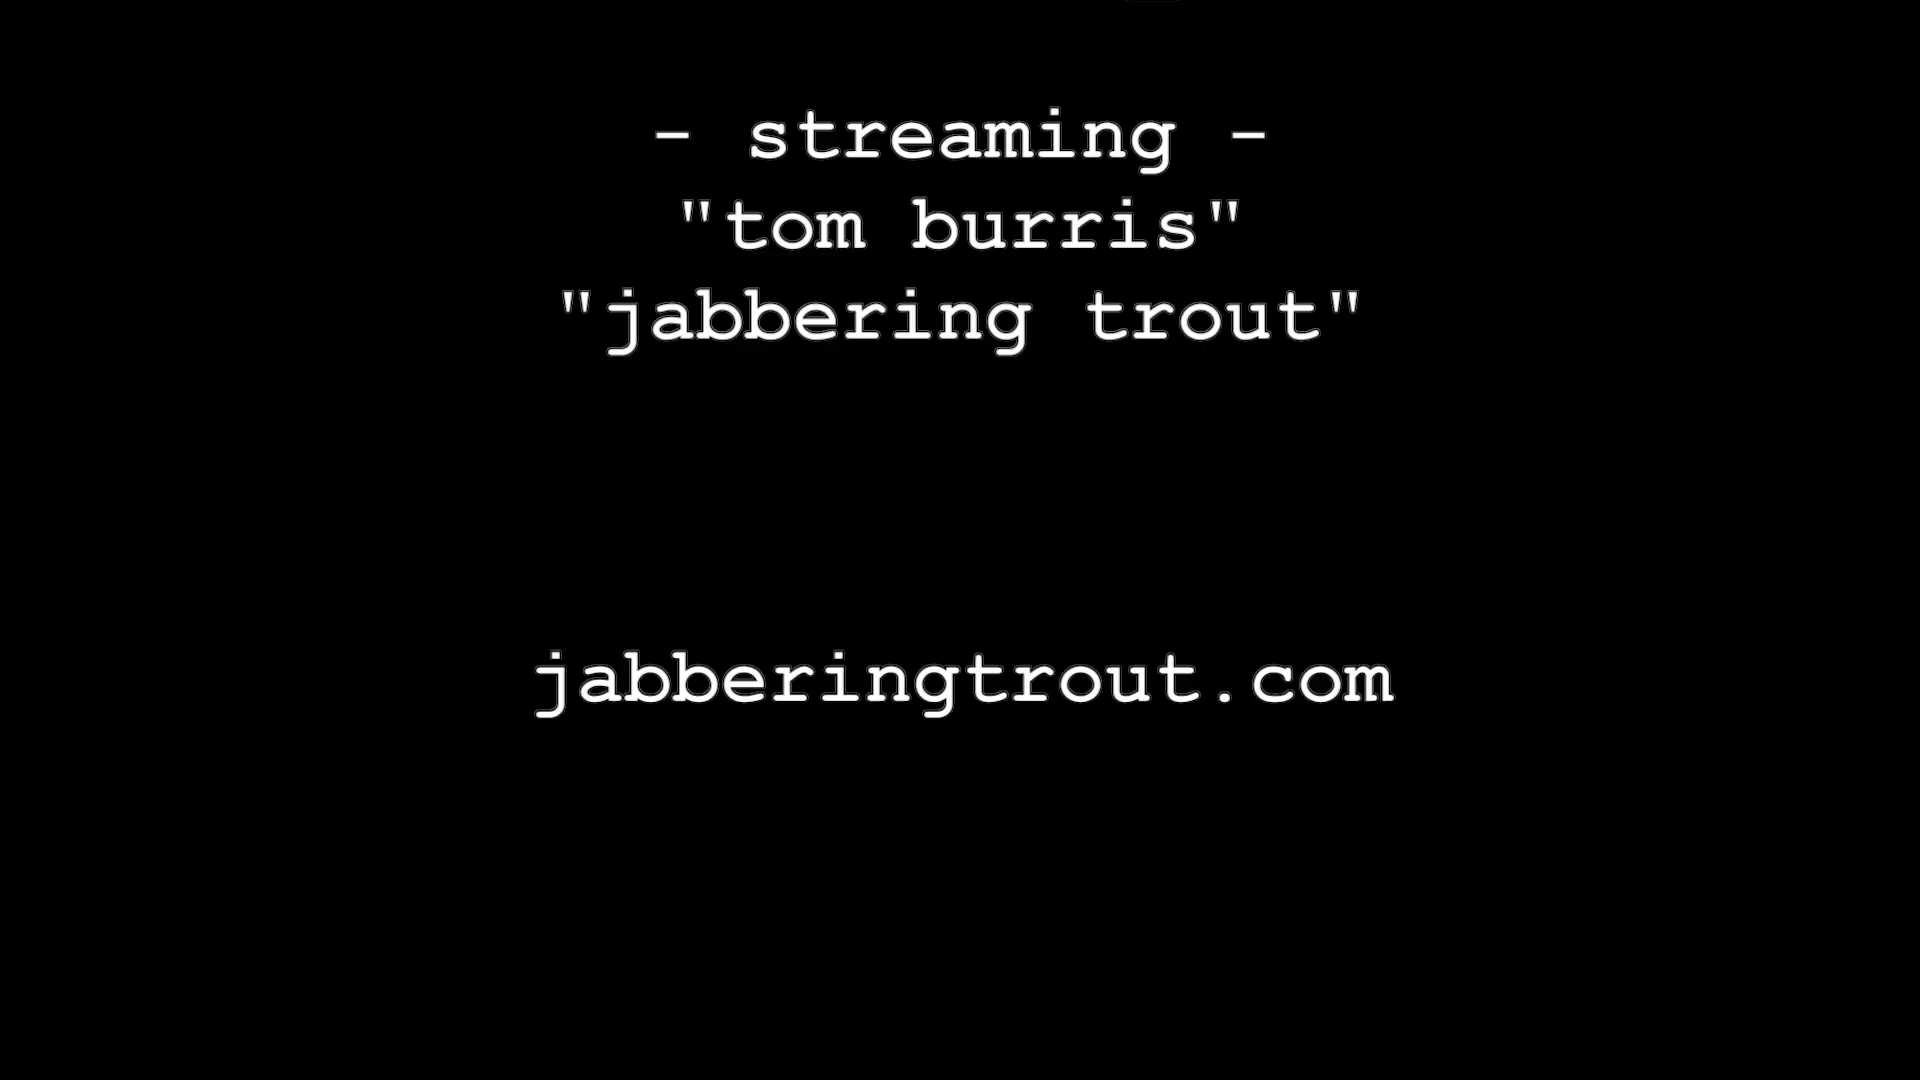 - streaming -
"tom burris"
"jabbering trout"
jabberingtrout.com